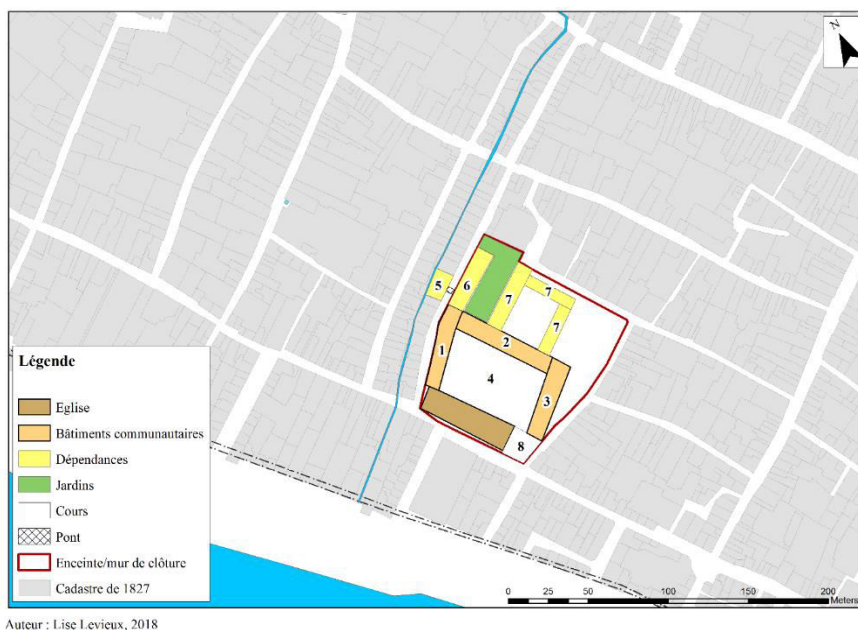 N
5
6
7
7
7
2
1
4
3
8
Légende
Eglise
Bâtiments communautaires
Dépendances
Jardins
Cours
Pont
Enceinte/mur de clôture
Cadastre de 1827
0 25 50 100 150 200
Meters
Auteur : Lise Levieux, 2018